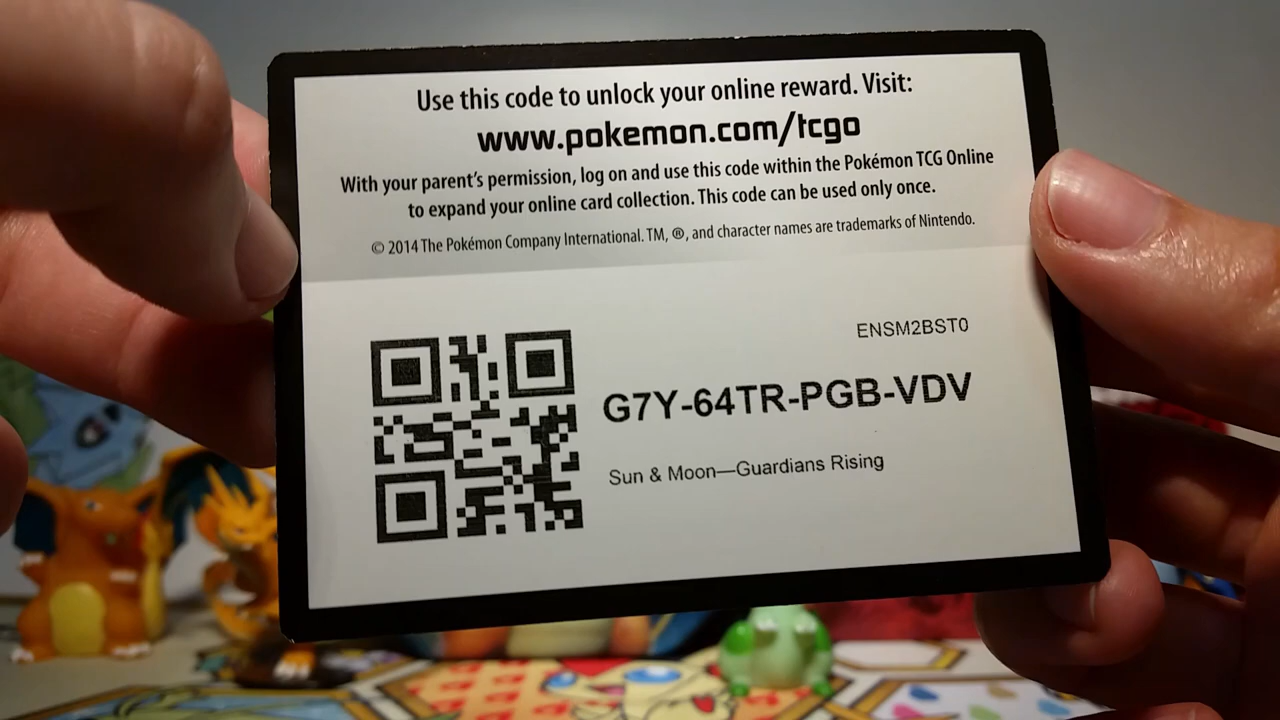 Use this code to unlock your online reward. Visit:
www.pokemon.com/tcgo
With your parent's permission, log on and use this code within the Pokémon TCG Online
to expand your online card collection. This code can be used only once.
© 2014 The Pokémon Company International. TM, ®, and character names are trademarks of Nintendo.
ENSM2BST0
G7Y-64TR-PGB-VDV
Sun & Moon—Guardians Rising